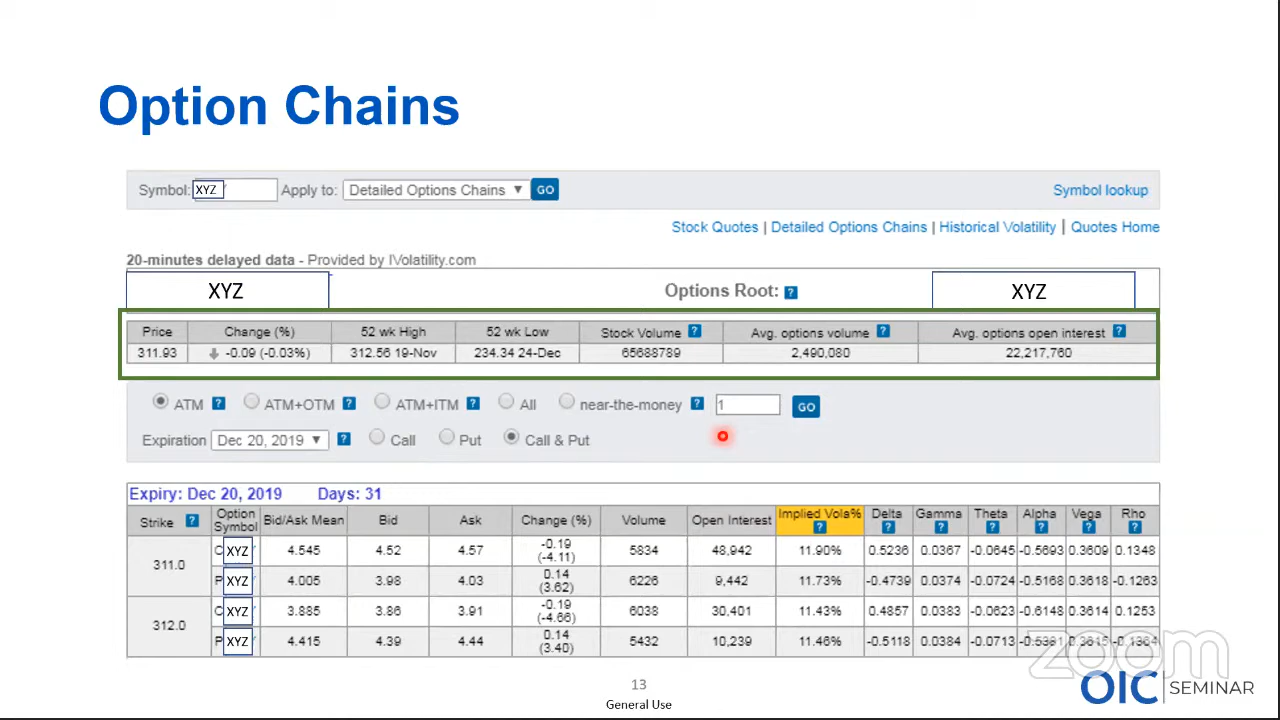 Option Chains
Symbol: XYZ Apply to: Detailed Options Chains GO Symbol lookup
Stock Quotes | Detailed Options Chains | Historical Volatility | Quotes Home
20-minutes delayed data - Provided by IVolatility.com
XYZ Options Root: ? XYZ
Price Change (%) 52 wk High 52 wk Low Stock Volume ? Avg. options volume ? Avg. options open interest ?
311.93 -0.09 (-0.03%) 312.56 19-Nov 234.34 24-Dec 65688789 2,490,080 22,217,760
ATM ? ATM+OTM ? ATM+ITM ? All near-the-money ? 1 GO
Expiration Dec 20, 2019 ? Call Put Call & Put
Expiry: Dec 20, 2019 Days: 31
Strike ? Option Symbol Bid/Ask Mean Bid Ask Change (%) Volume Open Interest Implied Vola% ? Delta ? Gamma ? Theta ? Alpha ? Vega ? Rho ?
311.0 C XYZ 4.545 4.52 4.57 -0.19 (-4.11) 5834 48,942 11.90% 0.5236 0.0367 -0.0645 -0.5693 0.3609 0.1348
P XYZ 4.005 3.98 4.03 0.14 (3.62) 6226 9,442 11.73% -0.4739 0.0374 -0.0724 -0.5168 0.3618 -0.1263
312.0 C XYZ 3.885 3.86 3.91 -0.19 (-4.66) 6038 30,401 11.43% 0.4857 0.0383 -0.0623 -0.6148 0.3614 0.1253
P XYZ 4.415 4.39 4.44 0.14 (3.40) 5432 10,239 11.46% -0.5118 0.0384 -0.0713 -0.5391 0.3615 -0.1364
zoom
13
General Use
OIC SEMINAR